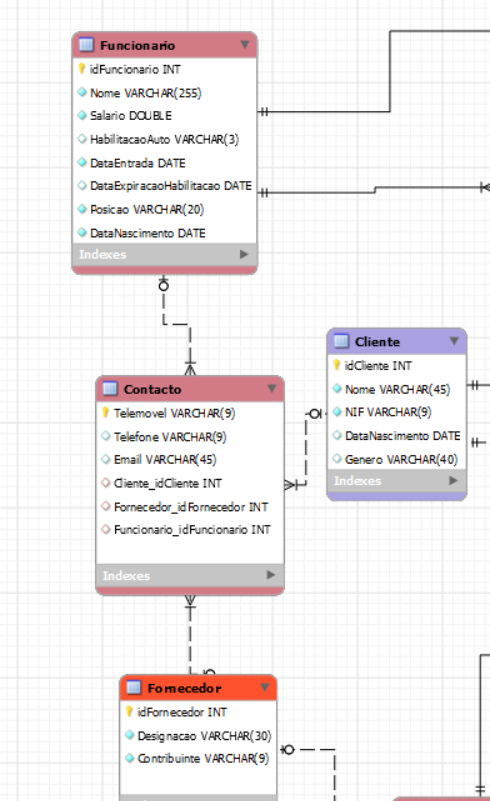 Funcionario
idFuncionario INT
Nome VARCHAR(255)
Salario DOUBLE
HabilitacaoAuto VARCHAR(3)
DataEntrada DATE
DataExpiracaoHabilitacao DATE
Posicao VARCHAR(20)
DataNascimento DATE
Indexes
Cliente
idCliente INT
Nome VARCHAR(45)
NIF VARCHAR(9)
DataNascimento DATE
Genero VARCHAR(40)
Indexes
Contacto
Telemovel VARCHAR(9)
Telefone VARCHAR(9)
Email VARCHAR(45)
Cliente_idCliente INT
Fornecedor_idFornecedor INT
Funcionario_idFuncionario INT
Indexes
Fornecedor
idFornecedor INT
Designacao VARCHAR(30)
Contribuinte VARCHAR(9)